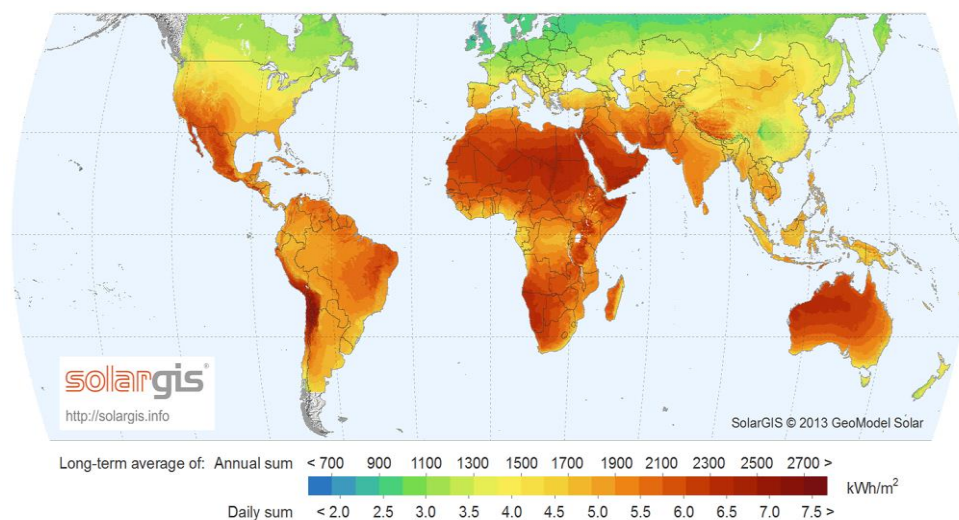 solargis®
http://solargis.info
SolarGIS © 2013 GeoModel Solar
Long-term average of: Annual sum < 700 900 1100 1300 1500 1700 1900 2100 2300 2500 2700 >
kWh/m²
Daily sum < 2.0 2.5 3.0 3.5 4.0 4.5 5.0 5.5 6.0 6.5 7.0 7.5 >